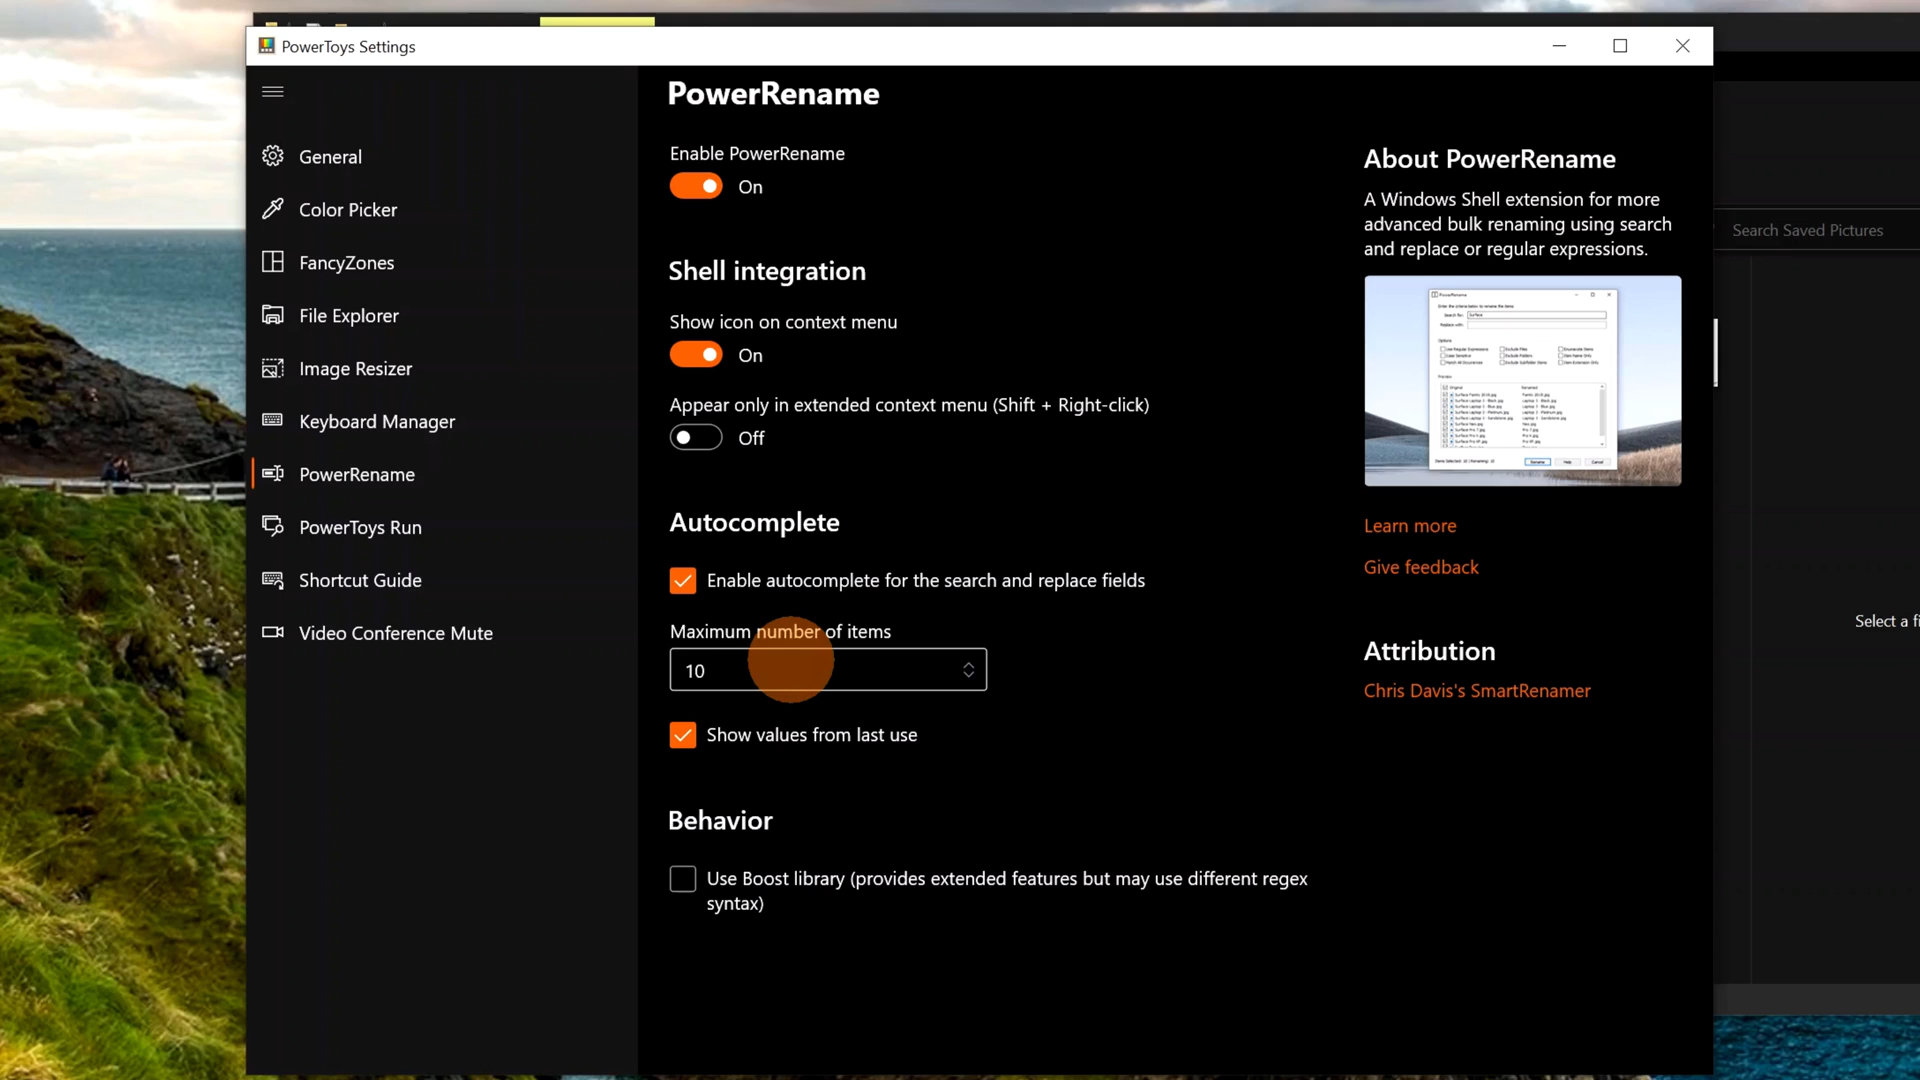 PowerToys Settings
General
Color Picker
FancyZones
File Explorer
Image Resizer
Keyboard Manager
PowerRename
PowerToys Run
Shortcut Guide
Video Conference Mute
PowerRename
Enable PowerRename
On
Shell integration
Show icon on context menu
On
Appear only in extended context menu (Shift + Right-click)
Off
Autocomplete
Enable autocomplete for the search and replace fields
Maximum number of items
10
Show values from last use
Behavior
Use Boost library (provides extended features but may use different regex
syntax)
About PowerRename
A Windows Shell extension for more
advanced bulk renaming using search
and replace or regular expressions.
Learn more
Give feedback
Attribution
Chris Davis's SmartRenamer
Search Saved Pictures
Select a fi